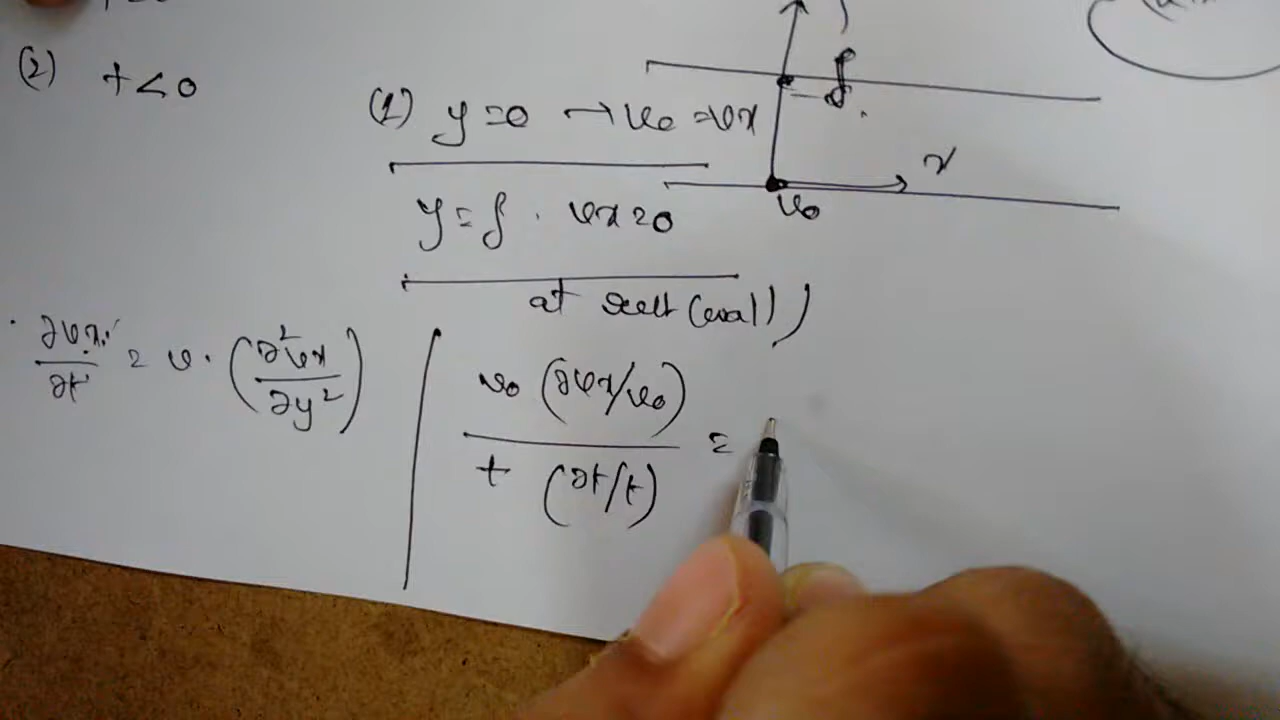 (2) t<0
(1) y=0 → v0 = vx
δ
x
v0
y=δ. vx=0
at rest (wall))
∂vx/∂t = ν. (∂²vx/∂y²)
v0 (∂vx/v0) / t (∂t/t) =